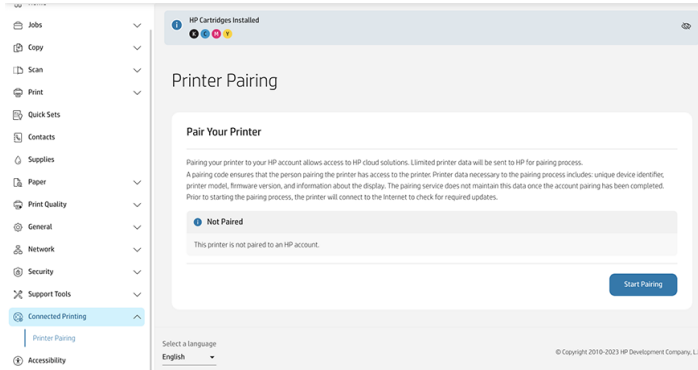 Home
Jobs
Copy
Scan
Print
Quick Sets
Contacts
Supplies
Paper
Print Quality
General
Network
Security
Support Tools
Connected Printing
Printer Pairing
Accessibility
HP Cartridges Installed
K C M Y
Printer Pairing
Pair Your Printer
Pairing your printer to your HP account allows access to HP cloud solutions. Llimited printer data will be sent to HP for pairing process.
A pairing code ensures that the person pairing the printer has access to the printer. Printer data necessary to the pairing process includes: unique device identifier,
printer model, firmware version, and information about the display. The pairing service does not maintain this data once the account pairing has been completed.
Prior to starting the pairing process, the printer will connect to the Internet to check for required updates.
Not Paired
This printer is not paired to an HP account.
Start Pairing
Select a language
English
© Copyright 2010-2023 HP Development Company, L.